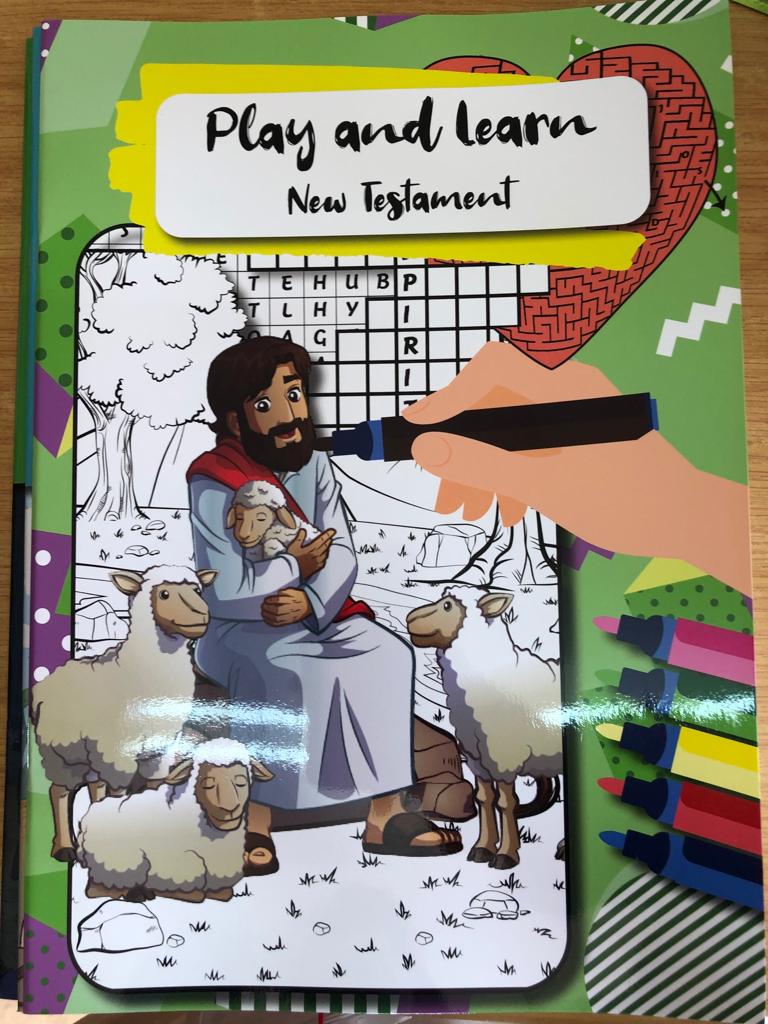 Play and learn
New Testament
E
T E H U B P
T L H Y I
O A G R
I
T